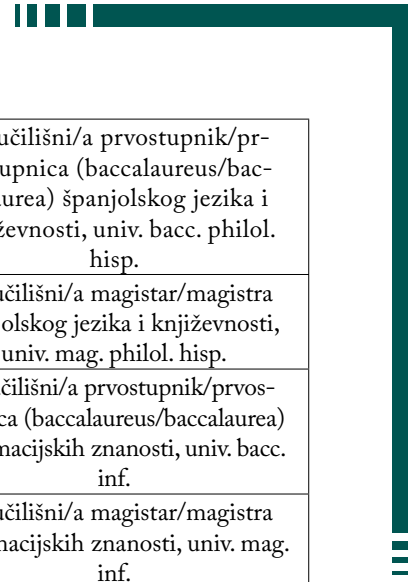 učilišni/a prvostupnik/pr-
upnica (baccalaureus/bac-
aurea) španjolskog jezika i
ževnosti, univ. bacc. philol.
hisp.
učilišni/a magistar/magistra
olskog jezika i književnosti,
univ. mag. philol. hisp.
čilišni/a prvostupnik/prvos-
ca (baccalaureus/baccalaurea)
macijskih znanosti, univ. bacc.
inf.
učilišni/a magistar/magistra
macijskih znanosti, univ. mag.
inf.